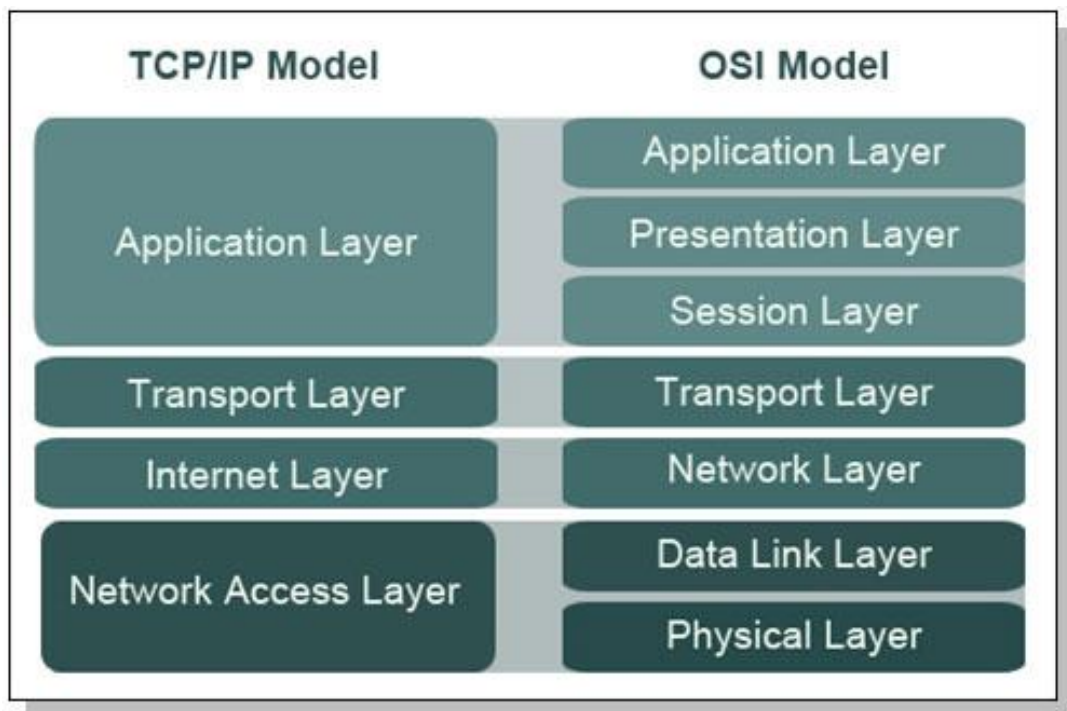 TCP/IP Model
Application Layer
Transport Layer
Internet Layer
Network Access Layer
OSI Model
Application Layer
Presentation Layer
Session Layer
Transport Layer
Network Layer
Data Link Layer
Physical Layer